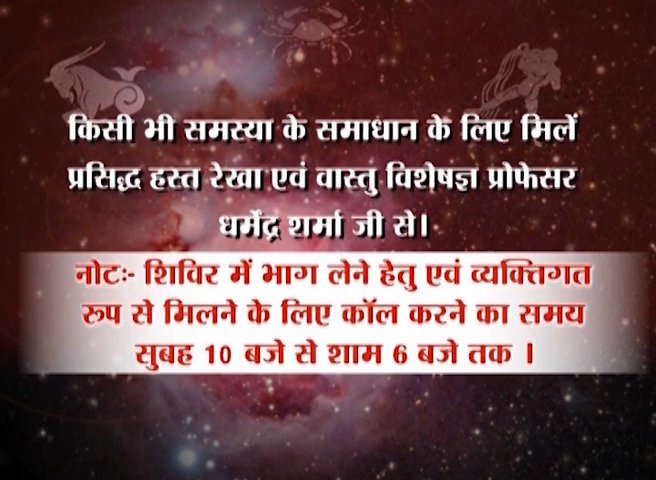 किसी भी समस्या के समाधान के लिए मिलें
प्रसिद्ध हस्त रेखा एवं वास्तु विशेषज्ञ प्रोफेसर
धर्मेंद्र शर्मा जी से।
नोटः- शिविर में भाग लेने हेतु एवं व्यक्तिगत
रूप से मिलने के लिए कॉल करने का समय
सुबह 10 बजे से शाम 6 बजे तक ।